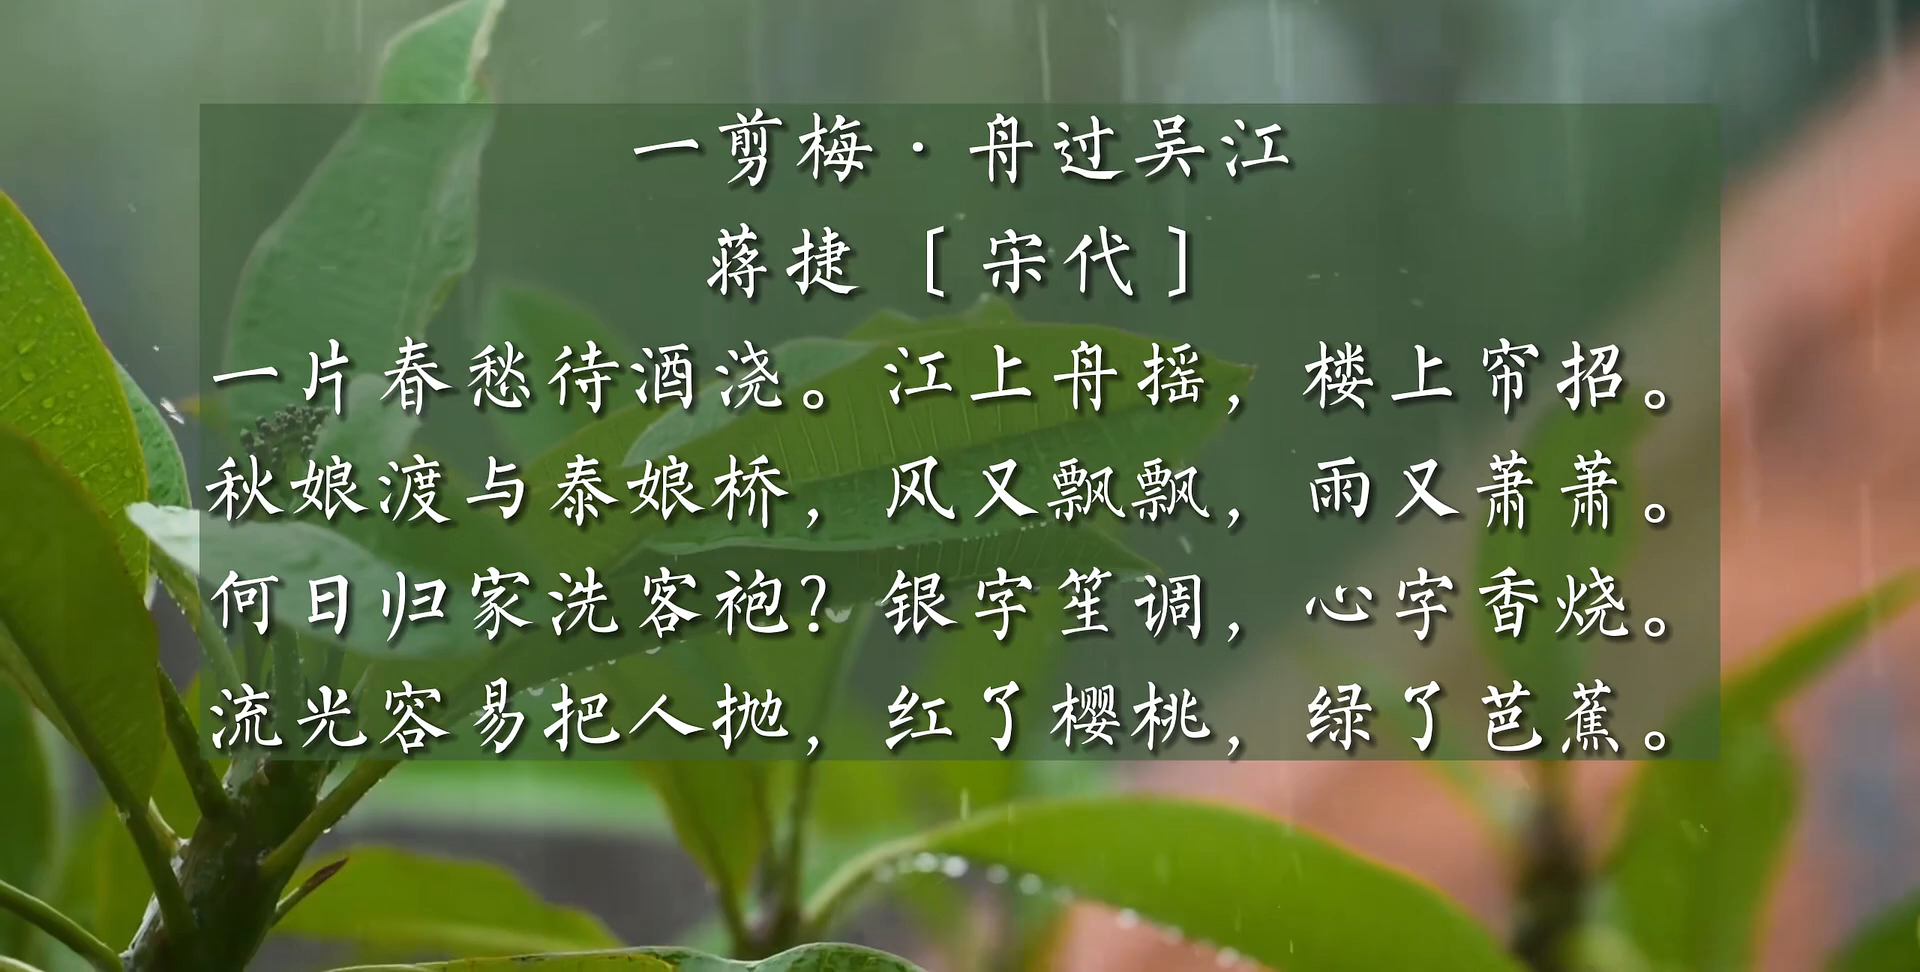 一剪梅·舟过吴江
蒋捷［宋代］
一片春愁待酒浇。江上舟摇，楼上帘招。
秋娘渡与泰娘桥，风又飘飘，雨又萧萧。
何日归家洗客袍？银字笙调，心字香烧。
流光容易把人抛，红了樱桃，绿了芭蕉。